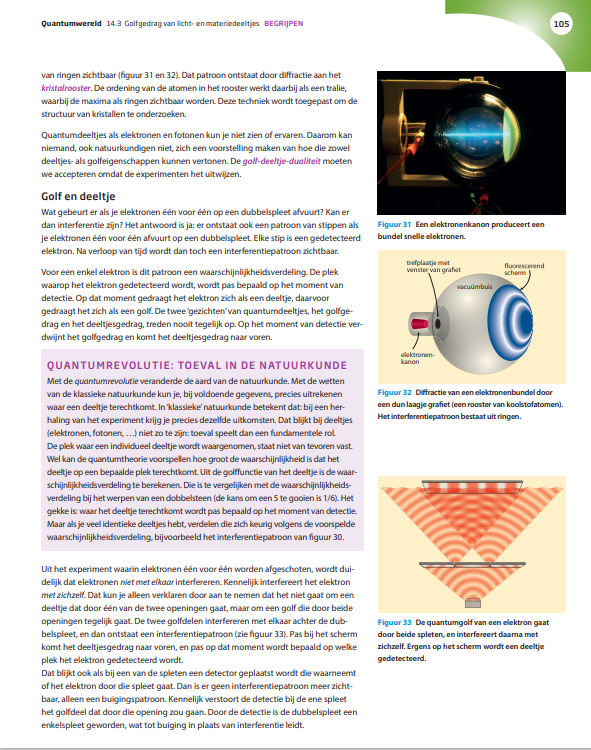 Quantumwereld 14.3 Golfgedrag van licht- en materiedeeltjes BEGRIJPEN
105
van ringen zichtbaar (figuur 31 en 32). Dat patroon ontstaat door diffractie aan het
kristalrooster. De ordening van de atomen in het rooster werkt daarbij als een tralie,
waarbij de maxima als ringen zichtbaar worden. Deze techniek wordt toegepast om de
structuur van kristallen te onderzoeken.
Quantumdeeltjes als elektronen en fotonen kun je niet zien of ervaren. Daarom kan
niemand, ook natuurkundigen niet, zich een voorstelling maken van hoe die zowel
deeltjes- als golfeigenschappen kunnen vertonen. De golf-deeltje-dualiteit moeten
we accepteren omdat de experimenten het uitwijzen.
Golf en deeltje
Wat gebeurt er als je elektronen één voor één op een dubbelspleet afvuurt? Kan er
dan interferentie zijn? Het antwoord is ja: er ontstaat ook een patroon van stippen als
je elektronen één voor één afvuurt op een dubbelspleet. Elke stip is een gedetecteerd
elektron. Na verloop van tijd wordt dan toch een interferentiepatroon zichtbaar.
Voor een enkel elektron is dit patroon een waarschijnlijkheidsverdeling. De plek
waarop het elektron gedetecteerd wordt, wordt pas bepaald op het moment van
detectie. Op dat moment gedraagt het elektron zich als een deeltje, daarvoor
gedraagt het zich als een golf. De twee 'gezichten' van quantumdeeltjes, het golfge-
drag en het deeltjesgedrag, treden nooit tegelijk op. Op het moment van detectie ver-
dwijnt het golfgedrag en komt het deeltjesgedrag naar voren.
QUANTUMREVOLUTIE: TOEVAL IN DE NATUURKUNDE
Met de quantumrevolutie veranderde de aard van de natuurkunde. Met de wetten
van de klassieke natuurkunde kun je, bij voldoende gegevens, precies uitrekenen
waar een deeltje terechtkomt. In 'klassieke' natuurkunde betekent dat: bij een her-
haling van het experiment krijg je precies dezelfde uitkomsten. Dat blijkt bij deeltjes
(elektronen, fotonen, …) niet zo te zijn: toeval speelt dan een fundamentele rol.
De plek waar een individueel deeltje wordt waargenomen, staat niet van tevoren vast.
Wel kan de quantumtheorie voorspellen hoe groot de waarschijnlijkheid is dat het
deeltje op een bepaalde plek terechtkomt. Uit de golffunctie van het deeltje is de waar-
schijnlijkheidsverdeling te berekenen. Die is te vergelijken met de waarschijnlijkheids-
verdeling bij het werpen van een dobbelsteen (de kans om een 5 te gooien is 1/6). Het
gekke is: waar het deeltje terechtkomt wordt pas bepaald op het moment van detectie.
Maar als je veel identieke deeltjes hebt, verdelen die zich keurig volgens de voorspelde
waarschijnlijkheidsverdeling, bijvoorbeeld het interferentiepatroon van figuur 30.
Uit het experiment waarin elektronen één voor één worden afgeschoten, wordt dui-
delijk dat elektronen niet met elkaar interfereren. Kennelijk interfereert het elektron
met zichzelf. Dat kun je alleen verklaren door aan te nemen dat het niet gaat om een
deeltje dat door één van de twee openingen gaat, maar om een golf die door beide
openingen tegelijk gaat. De twee golfdelen interfereren met elkaar achter de dub-
belspleet, en dan ontstaat een interferentiepatroon (zie figuur 33). Pas bij het scherm
komt het deeltjesgedrag naar voren, en pas op dat moment wordt bepaald op welke
plek het elektron gedetecteerd wordt.
Dat blijkt ook als bij een van de spleten een detector geplaatst wordt die waarneemt
of het elektron door die spleet gaat. Dan is er geen interferentiepatroon meer zicht-
baar, alleen een buigingspatroon. Kennelijk verstoort de detectie bij de ene spleet
het golfdeel dat door die opening zou gaan. Door de detectie is de dubbelspleet een
enkelspleet geworden, wat tot buiging in plaats van interferentie leidt.
Figuur 31 Een elektronenkanon produceert een
bundel snelle elektronen.
trefplaatje met
venster van grafiet
fluorescerend
scherm
vacuümbuis
elektronen-
kanon
Figuur 32 Diffractie van een elektronenbundel door
een dun laagje grafiet (een rooster van koolstofatomen).
Het interferentiepatroon bestaat uit ringen.
Figuur 33 De quantumgolf van een elektron gaat
door beide spleten, en interfereert daarna met
zichzelf. Ergens op het scherm wordt een deeltje
gedetecteerd.